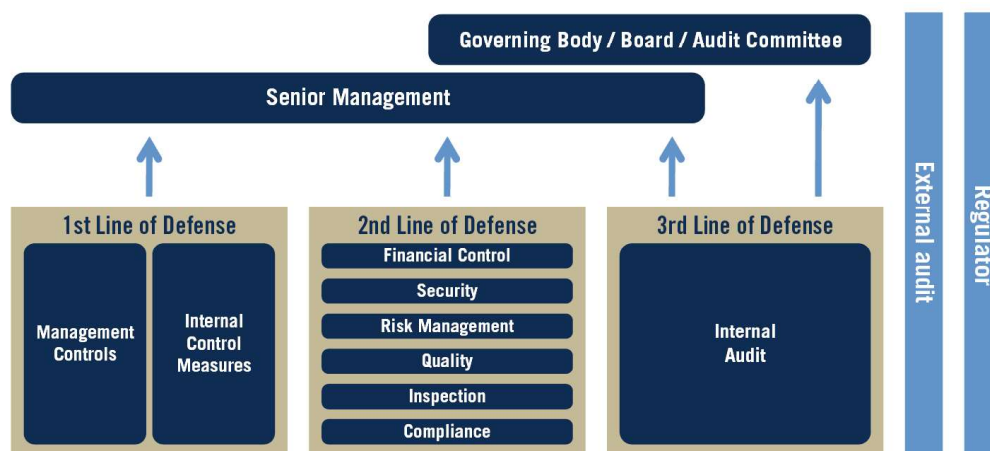 Governing Body / Board / Audit Committee
Senior Management
1st Line of Defense
Management
Controls
Internal
Control
Measures
2nd Line of Defense
Financial Control
Security
Risk Management
Quality
Inspection
Compliance
3rd Line of Defense
Internal
Audit
External audit
Regulator